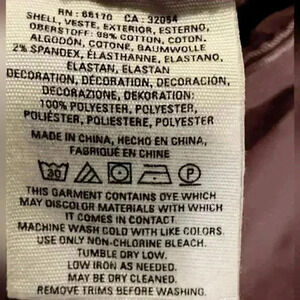 RN : 66170 CA : 32054
SHELL, VESTE, EXTERIOR, ESTERNO,
OBERSTOFF: 98% COTTON, COTON,
ALGODÓN, COTONE, BAUMWOLLE
2% SPANDEX, ÉLASTHANNE, ELASTANO,
ELASTAN, ELASTAN
DECORATION, DÉCORATION, DECORACIÓN,
DECORAZIONE, DEKORATION:
100% POLYESTER, POLYESTER,
POLIÉSTER, POLIESTERE, POLYESTER
MADE IN CHINA, HECHO EN CHINA,
FABRIQUÉ EN CHINE
30 P
THIS GARMENT CONTAINS DYE WHICH
MAY DISCOLOR MATERIALS WITH WHICH
IT COMES IN CONTACT.
MACHINE WASH COLD WITH LIKE COLORS.
USE ONLY NON-CHLORINE BLEACH.
TUMBLE DRY LOW.
LOW IRON AS NEEDED.
MAY BE DRY CLEANED.
REMOVE TRIMS BEFORE WASHING.